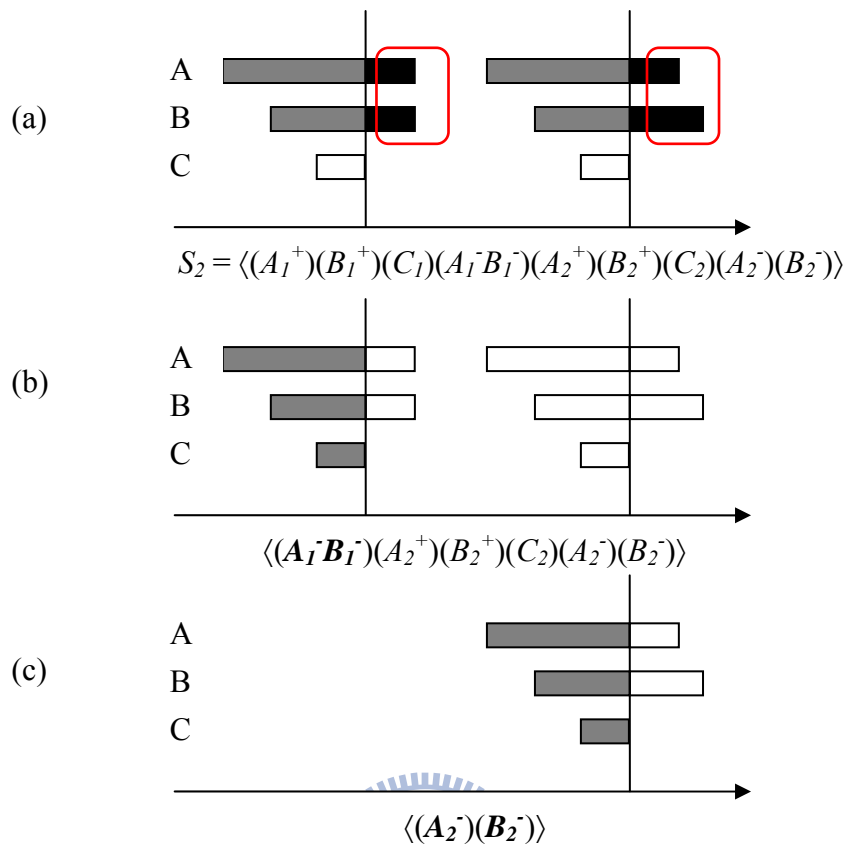 (a)
A
B
C
S₂ = ⟨(A₁⁺)(B₁⁺)(C₁)(A₁⁻B₁⁻)(A₂⁺)(B₂⁺)(C₂)(A₂⁻)(B₂⁻)⟩
(b)
A
B
C
⟨(A₁⁻B₁⁻)(A₂⁺)(B₂⁺)(C₂)(A₂⁻)(B₂⁻)⟩
(c)
A
B
C
⟨(A₂⁻)(B₂⁻)⟩